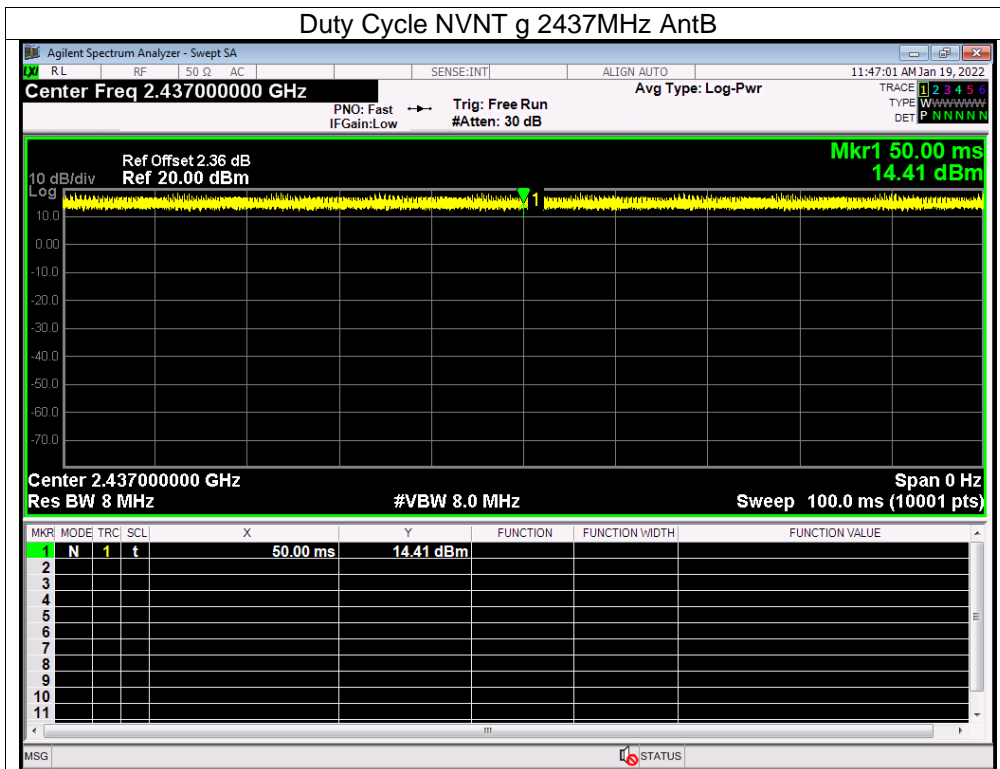 Duty Cycle NVNT g 2437MHz AntB
Agilent Spectrum Analyzer - Swept SA
LXI RL RF 50 Ω AC SENSE:INT ALIGN AUTO 11:47:01 AM Jan 19, 2022
Center Freq 2.437000000 GHz Avg Type: Log-Pwr TRACE 1 2 3 4 5 6
PNO: Fast Trig: Free Run TYPE W
IFGain:Low #Atten: 30 dB DET P N N N N N
Mkr1 50.00 ms
Ref Offset 2.36 dB
10 dB/div Ref 20.00 dBm 14.41 dBm
Log
1
10.0
0.00
-10.0
-20.0
-30.0
-40.0
-50.0
-60.0
-70.0
Center 2.437000000 GHz Span 0 Hz
Res BW 8 MHz #VBW 8.0 MHz Sweep 100.0 ms (10001 pts)
MKR MODE TRC SCL X Y FUNCTION FUNCTION WIDTH FUNCTION VALUE
1 N 1 t 50.00 ms 14.41 dBm
2
3
4
5
6
7
8
9
10
11
MSG STATUS